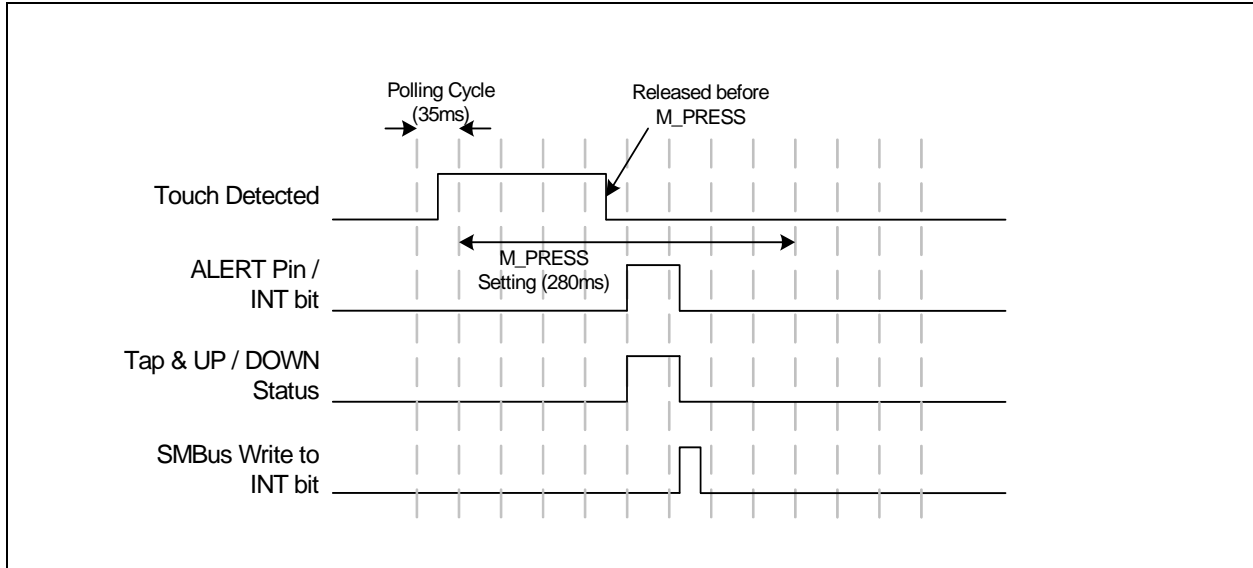 Polling Cycle
(35ms)
Released before
M_PRESS
Touch Detected
M_PRESS
Setting (280ms)
ALERT Pin /
INT bit
Tap & UP / DOWN
Status
SMBus Write to
INT bit